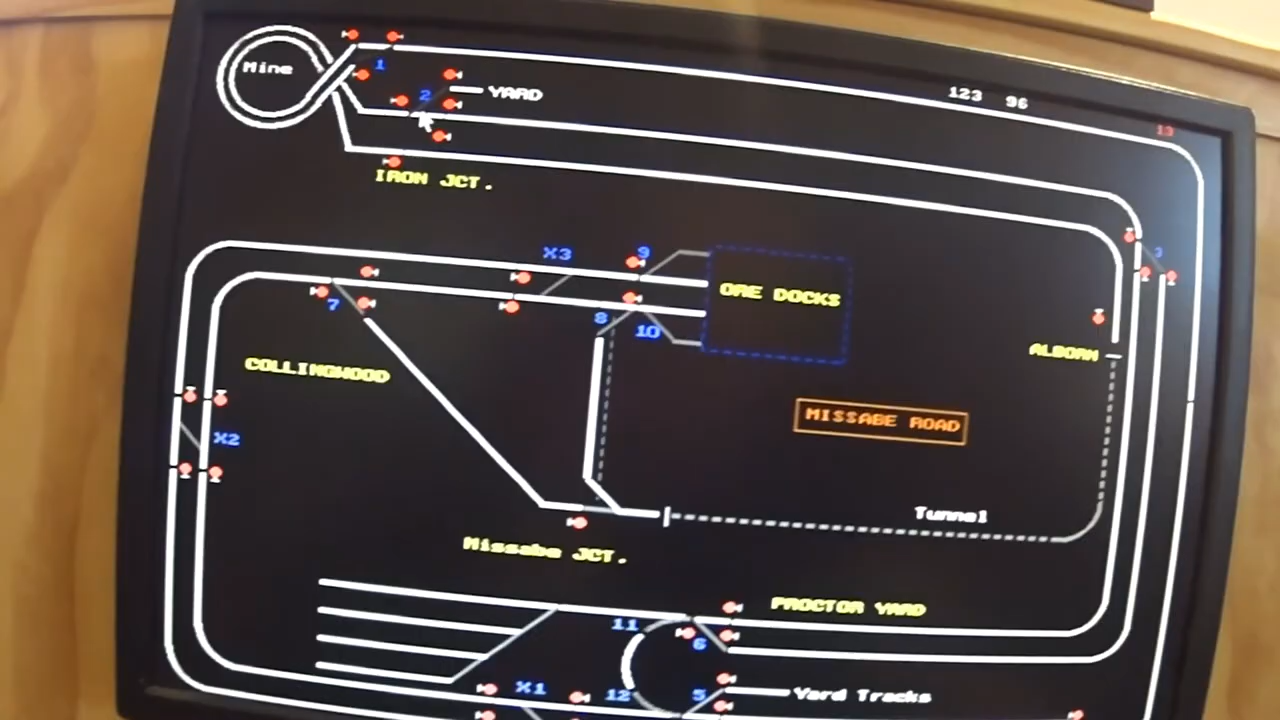 Mine
1
2
YARD
123 96
13
IRON JCT.
3
X3
9
ORE DOCKS
7
8
10
ALBORN
COLLINGWOOD
MISSABE ROAD
X2
Tunnel
Missabe JCT.
PROCTOR YARD
11
6
X1
12
5
Yard Tracks